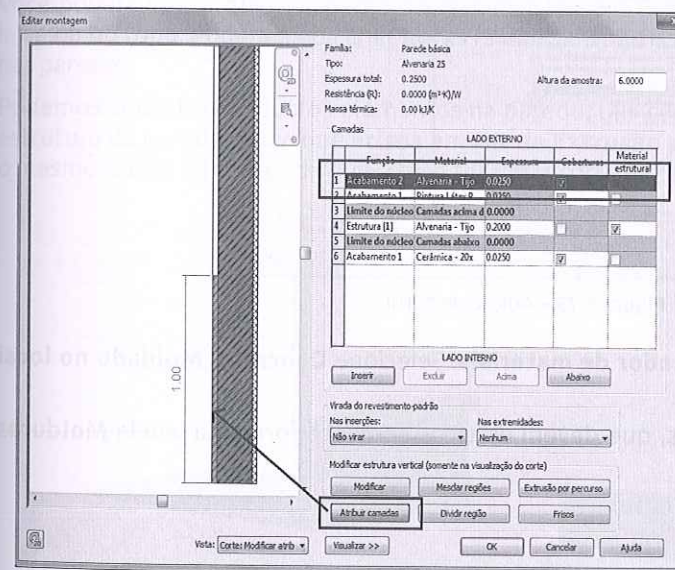 Editar montagem
Família: Parede básica
Tipo: Alvenaria 25
Espessura total: 0.2500
Altura da amostra: 6.0000
Resistência (R): 0.0000 (m²·K)/W
Massa térmica: 0.00 kJ/K
Camadas
LADO EXTERNO
Função Material Espessura Coberturas Material estrutural
1 Acabamento 2 Alvenaria - Tijo 0.0250
2 Acabamento 1 Pintura Látex P 0.0250
3 Limite do núcleo Camadas acima d 0.0000
4 Estrutura [1] Alvenaria - Tijo 0.2000
5 Limite do núcleo Camadas abaixo 0.0000
6 Acabamento 1 Cerâmica - 20x 0.0250
LADO INTERNO
Inserir Excluir Acima Abaixo
Virada do revestimento-padrão
Nas inserções: Nas extremidades:
Não virar Nenhum
Modificar estrutura vertical (somente na visualização do corte)
Modificar Mesclar regiões Extrusão por percurso
Atribuir camadas Dividir região Frisos
1.00
Vista: Corte: Modificar atrib Visualizar >> OK Cancelar Ajuda